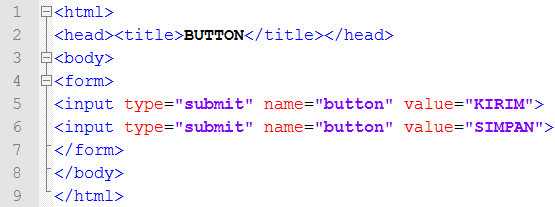 1 <html>
2 <head><title>BUTTON</title></head>
3 <body>
4 <form>
5 <input type="submit" name="button" value="KIRIM">
6 <input type="submit" name="button" value="SIMPAN">
7 </form>
8 </body>
9 </html>